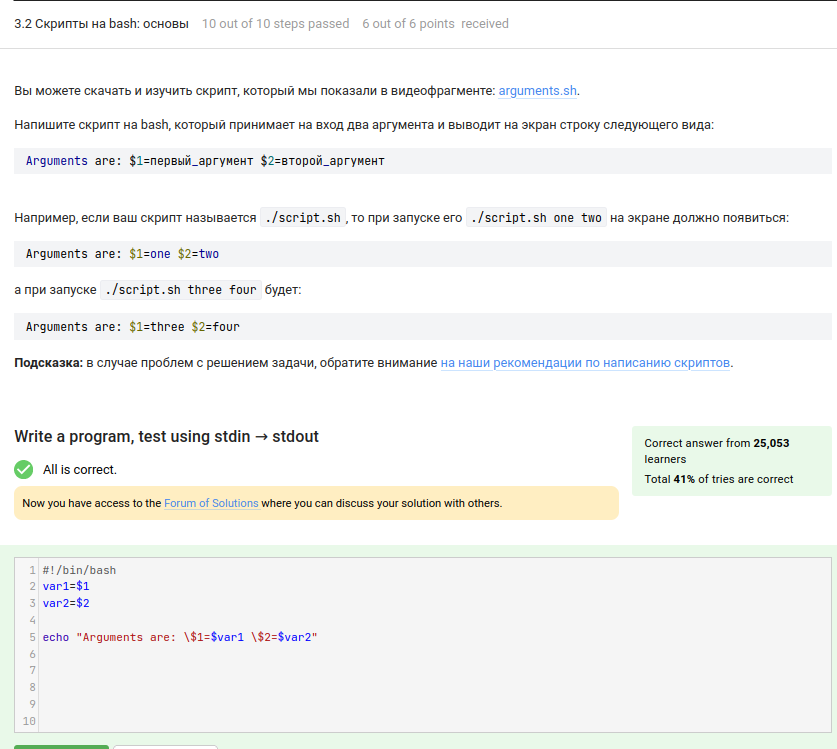 3.2 Скрипты на bash: основы 10 out of 10 steps passed 6 out of 6 points received
Вы можете скачать и изучить скрипт, который мы показали в видеофрагменте: arguments.sh.
Напишите скрипт на bash, который принимает на вход два аргумента и выводит на экран строку следующего вида:
Arguments are: $1=первый_аргумент $2=второй_аргумент
Например, если ваш скрипт называется ./script.sh , то при запуске его ./script.sh one two на экране должно появиться:
Arguments are: $1=one $2=two
а при запуске ./script.sh three four будет:
Arguments are: $1=three $2=four
Подсказка: в случае проблем с решением задачи, обратите внимание на наши рекомендации по написанию скриптов.
Write a program, test using stdin → stdout
All is correct.
Now you have access to the Forum of Solutions where you can discuss your solution with others.
Correct answer from 25,053
learners
Total 41% of tries are correct
1 #!/bin/bash
2 var1=$1
3 var2=$2
4
5 echo "Arguments are: \$1=$var1 \$2=$var2"
6
7
8
9
10